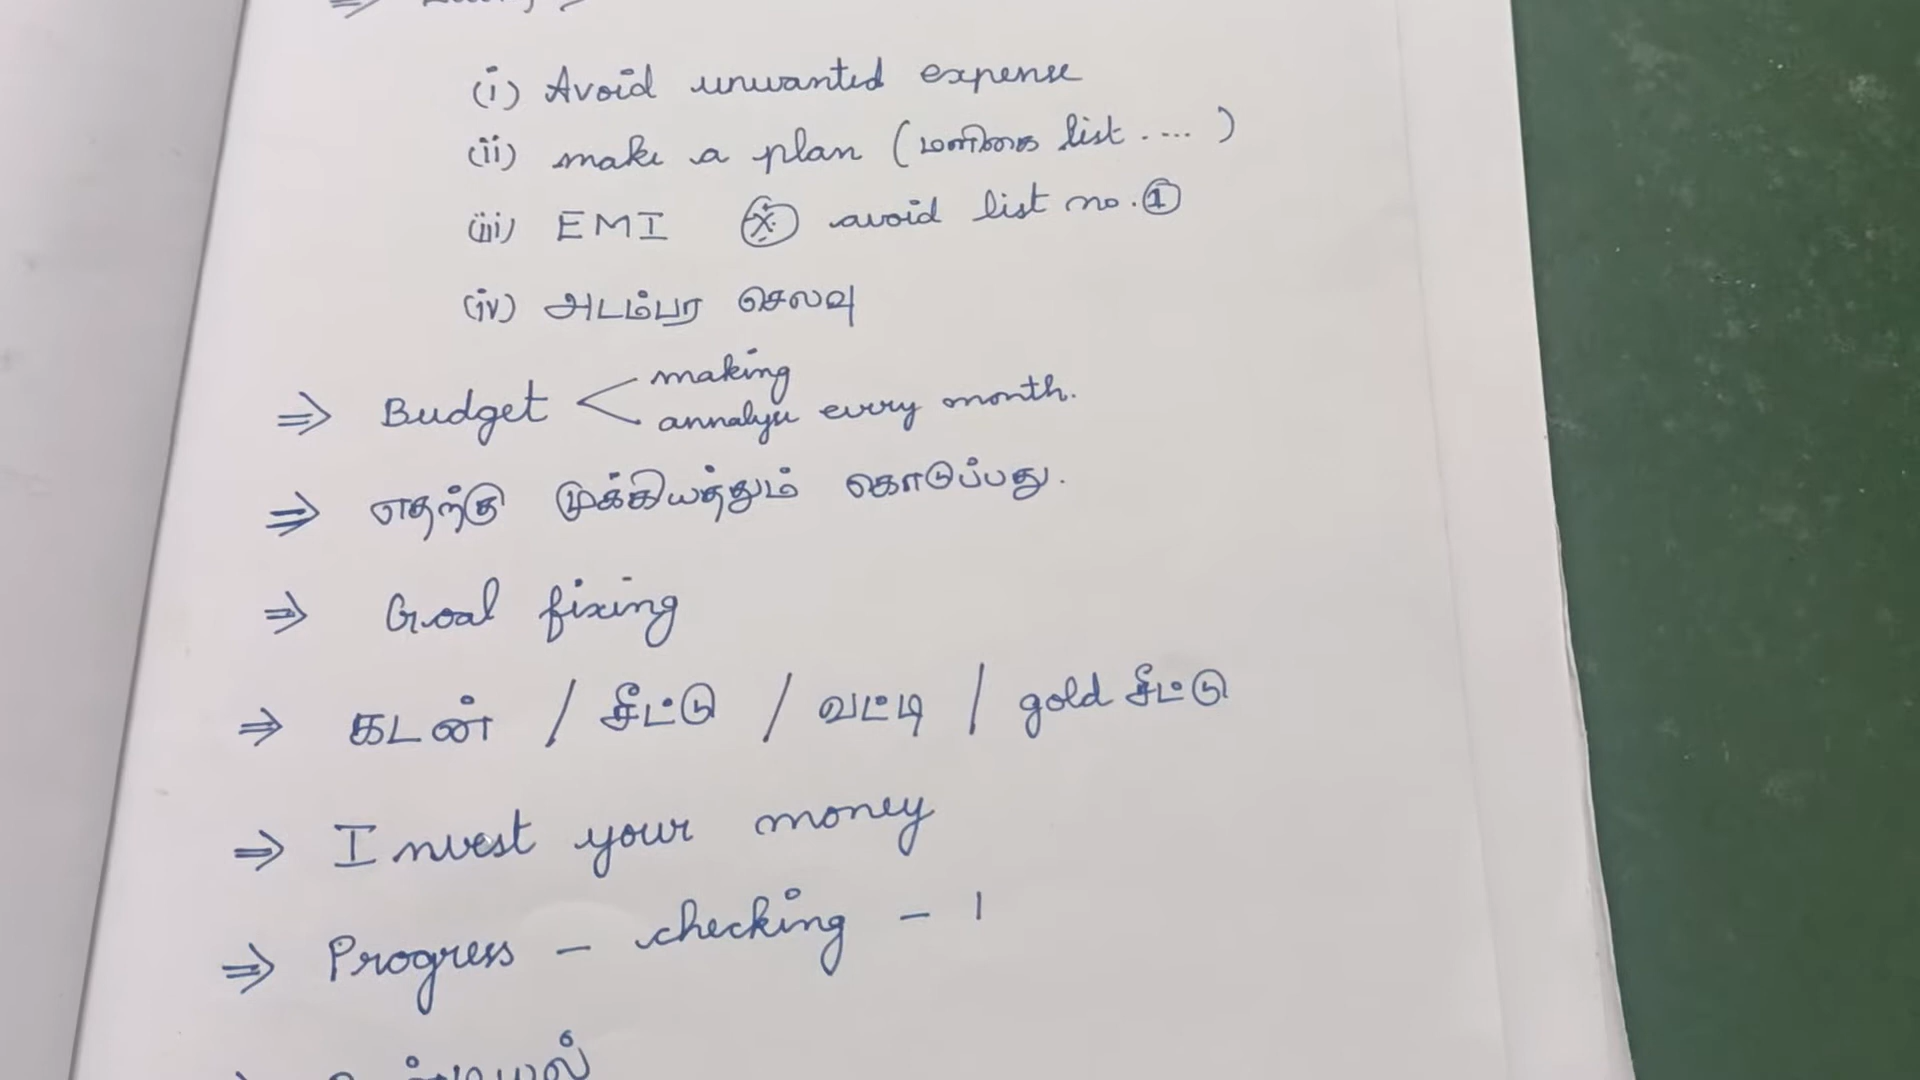 (i) Avoid unwanted expense
(ii) make a plan (மளிகை list .... )
(iii) EMI ⓧ avoid list no. ①
(iv) அடம்பர செலவு
⇒ Budget < making
annalyse every month.
⇒ எதற்கு முக்கியத்தும் கொடுப்பது.
⇒ Goal fixing
⇒ கடன் / சீட்டு / வட்டி / gold சீட்டு
⇒ Invest your money
⇒ Progress – checking – 1